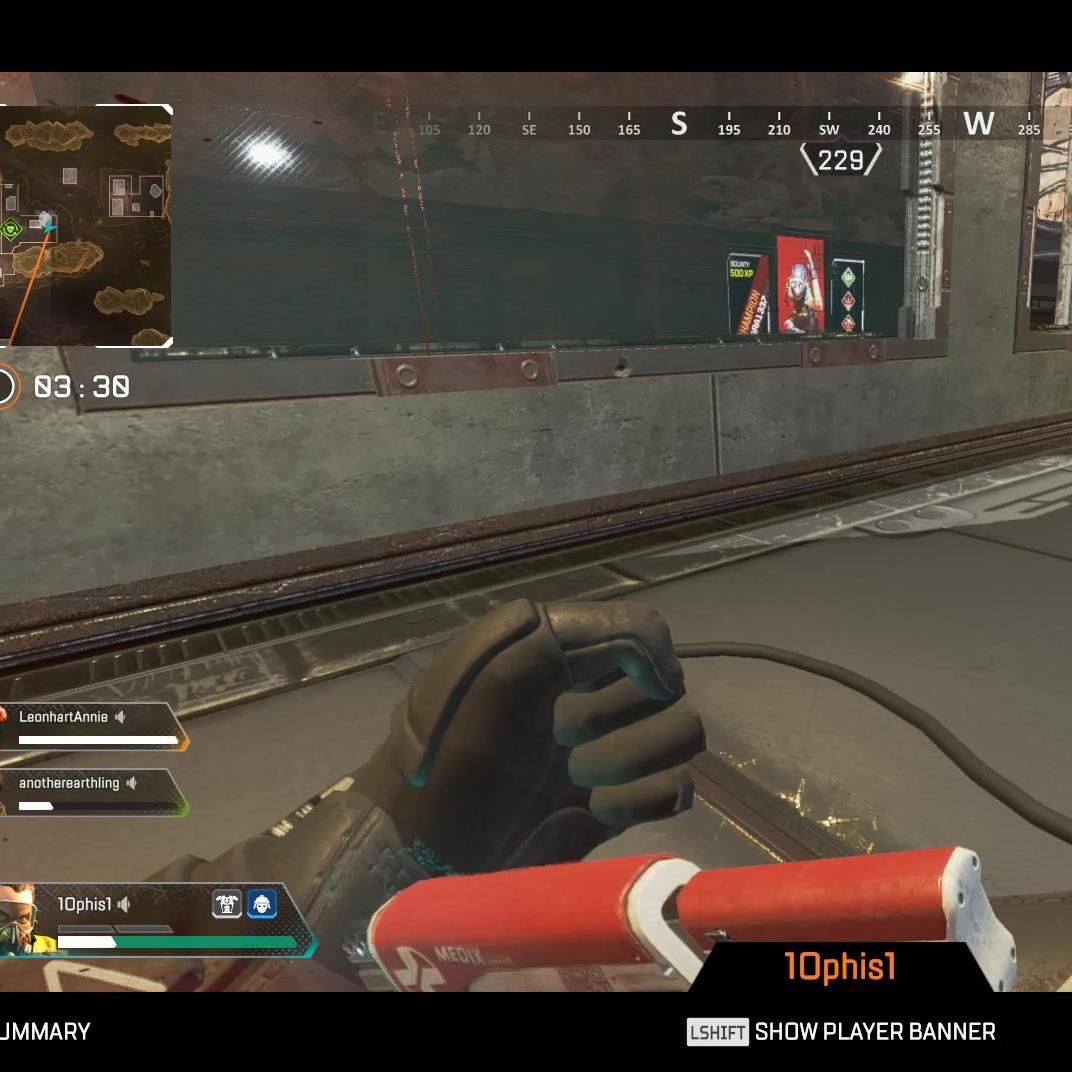 E 105 120 SE 150 165 S 195 210 SW 240 255 W 285
229
BOUNTY
500 XP
CHAMPION
03:30
LeonhartAnnie
anotherearthling
1Ophis1
MEDIX
1Ophis1
UMMARY
LSHIFT SHOW PLAYER BANNER